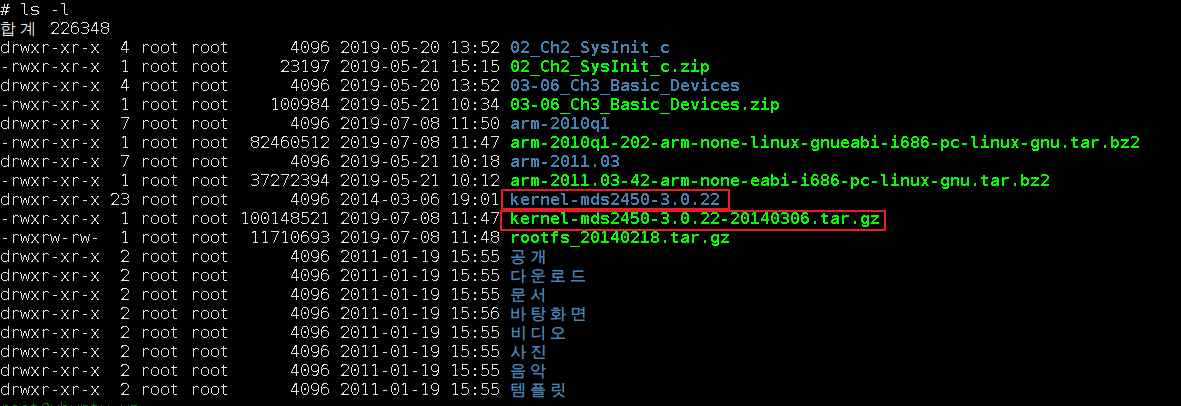 # ls -l
합계 226348
drwxr-xr-x 4 root root 4096 2019-05-20 13:52 02_Ch2_SysInit_c
-rwxr-xr-x 1 root root 23197 2019-05-21 15:15 02_Ch2_SysInit_c.zip
drwxr-xr-x 4 root root 4096 2019-05-20 13:52 03-06_Ch3_Basic_Devices
-rwxr-xr-x 1 root root 100984 2019-05-21 10:34 03-06_Ch3_Basic_Devices.zip
drwxr-xr-x 7 root root 4096 2019-07-08 11:50 arm-2010q1
-rwxr-xr-x 1 root root 82460512 2019-07-08 11:47 arm-2010q1-202-arm-none-linux-gnueabi-i686-pc-linux-gnu.tar.bz2
drwxr-xr-x 7 root root 4096 2019-05-21 10:18 arm-2011.03
-rwxr-xr-x 1 root root 37272394 2019-05-21 10:12 arm-2011.03-42-arm-none-eabi-i686-pc-linux-gnu.tar.bz2
drwxr-xr-x 23 root root 4096 2014-03-06 19:01 kernel-mds2450-3.0.22
-rwxr-xr-x 1 root root 100148521 2019-07-08 11:47 kernel-mds2450-3.0.22-20140306.tar.gz
-rwxrw-rw- 1 root root 11710693 2019-07-08 11:48 rootfs_20140218.tar.gz
drwxr-xr-x 2 root root 4096 2011-01-19 15:55 공개
drwxr-xr-x 2 root root 4096 2011-01-19 15:55 다운로드
drwxr-xr-x 2 root root 4096 2011-01-19 15:55 문서
drwxr-xr-x 2 root root 4096 2011-01-19 15:56 바탕화면
drwxr-xr-x 2 root root 4096 2011-01-19 15:55 비디오
drwxr-xr-x 2 root root 4096 2011-01-19 15:55 사진
drwxr-xr-x 2 root root 4096 2011-01-19 15:55 음악
drwxr-xr-x 2 root root 4096 2011-01-19 15:55 템플릿